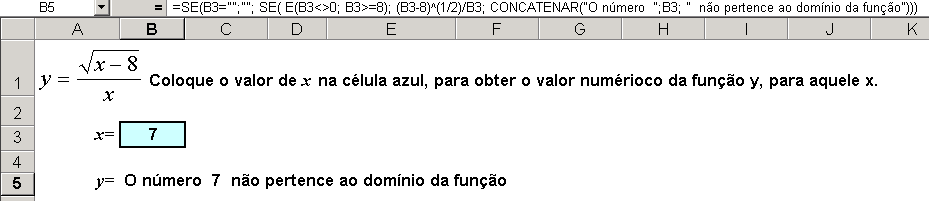 B5 = =SE(B3="";""; SE( E(B3<>0; B3>=8); (B3-8)^(1/2)/B3; CONCATENAR("O número  ";B3; "  não pertence ao domínio da função")))
A B C D E F G H I J K
1 y = √(x − 8) / x Coloque o valor de x na célula azul, para obter o valor numérioco da função y, para aquele x.
2
3 x= 7
4
5 y= O número  7  não pertence ao domínio da função